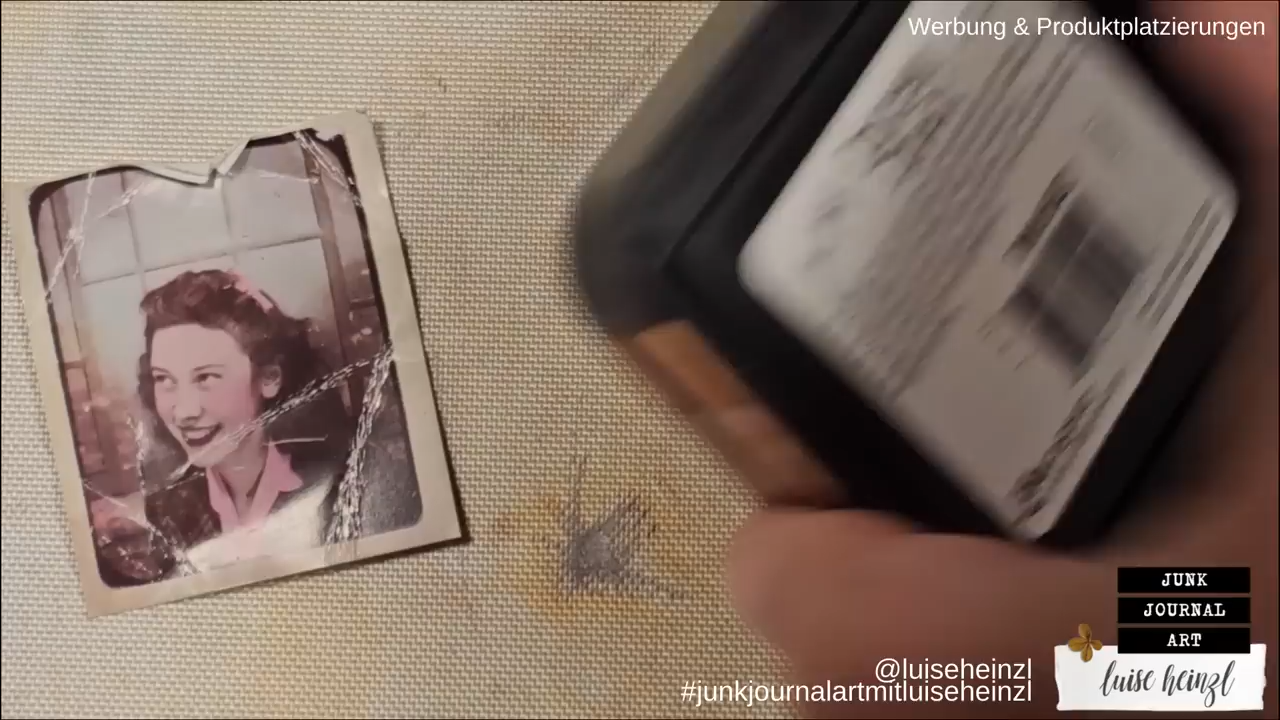 Werbung & Produktplatzierungen
JUNK
JOURNAL
ART
luise heinzl
@luiseheinzl
#junkjournalartmitluiseheinzl